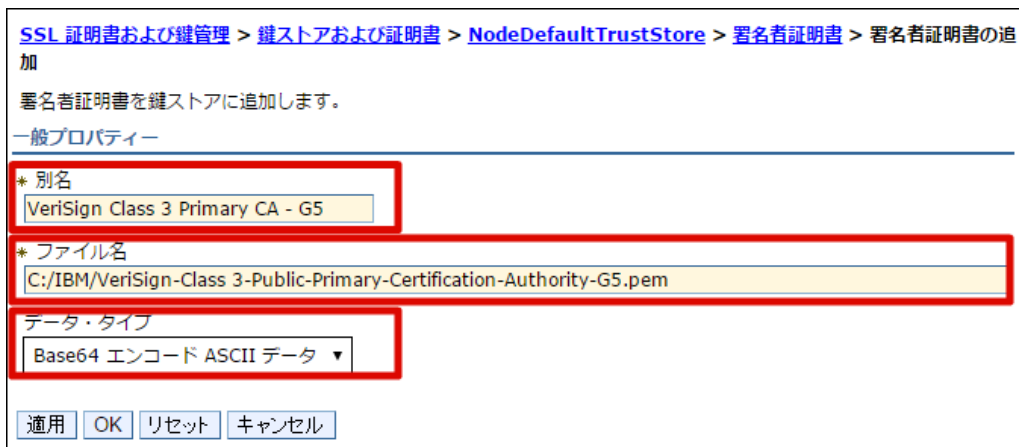 SSL 証明書および鍵管理 > 鍵ストアおよび証明書 > NodeDefaultTrustStore > 署名者証明書 > 署名者証明書の追
加
署名者証明書を鍵ストアに追加します。
一般プロパティー
* 別名
VeriSign Class 3 Primary CA - G5
* ファイル名
C:/IBM/VeriSign-Class 3-Public-Primary-Certification-Authority-G5.pem
データ・タイプ
Base64 エンコード ASCII データ ▼
適用 OK リセット キャンセル